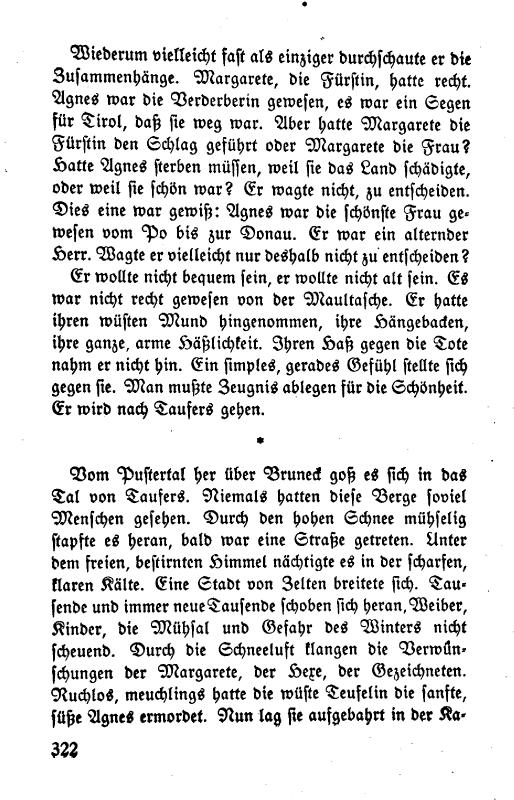 Wiederum vielleicht fast als einziger durchschaute er die
Zusammenhänge. Margarete, die Fürstin, hatte recht.
Agnes war die Verderberin gewesen, es war ein Segen
für Tirol, daß sie weg war. Aber hatte Margarete die
Fürstin den Schlag geführt oder Margarete die Frau?
Hatte Agnes sterben müssen, weil sie das Land schädigte,
oder weil sie schön war? Er wagte nicht, zu entscheiden.
Dies eine war gewiß: Agnes war die schönste Frau ge-
wesen vom Po bis zur Donau. Er war ein alternder
Herr. Wagte er vielleicht nur deshalb nicht zu entscheiden?
Er wollte nicht bequem sein, er wollte nicht alt sein. Es
war nicht recht gewesen von der Maultasche. Er hatte
ihren wüsten Mund hingenommen, ihre Hängebacken,
ihre ganze, arme Häßlichkeit. Ihren Haß gegen die Tote
nahm er nicht hin. Ein simples, gerades Gefühl stellte sich
gegen sie. Man mußte Zeugnis ablegen für die Schönheit.
Er wird nach Taufers gehen.
*
Vom Pustertal her über Bruneck goß es sich in das
Tal von Taufers. Niemals hatten diese Berge soviel
Menschen gesehen. Durch den hohen Schnee mühselig
stapfte es heran, bald war eine Straße getreten. Unter
dem freien, bestirnten Himmel nächtigte es in der scharfen,
klaren Kälte. Eine Stadt von Zelten breitete sich. Tau-
sende und immer neue Tausende schoben sich heran, Weiber,
Kinder, die Mühsal und Gefahr des Winters nicht
scheuend. Durch die Schneeluft klangen die Verwün-
schungen der Margarete, der Hexe, der Gezeichneten.
Ruchlos, meuchlings hatte die wüste Teufelin die sanfte,
süße Agnes ermordet. Nun lag sie aufgebahrt in der Ka-
322